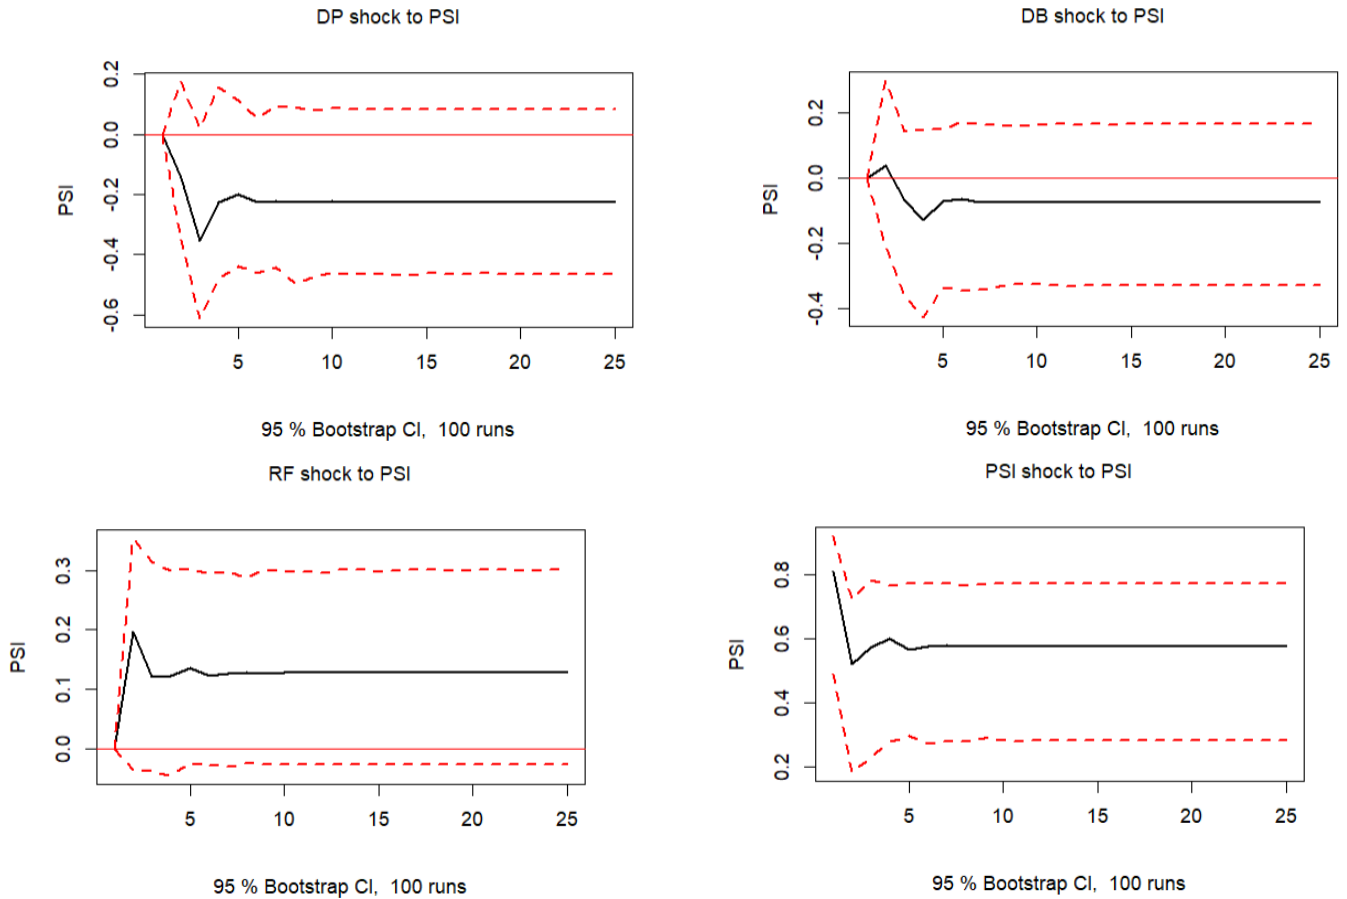 DP shock to PSI
PSI
0.2
0.0
-0.2
-0.4
-0.6
5 10 15 20 25
95 % Bootstrap CI, 100 runs
DB shock to PSI
PSI
0.2
0.0
-0.2
-0.4
5 10 15 20 25
95 % Bootstrap CI, 100 runs
RF shock to PSI
PSI
0.3
0.2
0.1
0.0
5 10 15 20 25
95 % Bootstrap CI, 100 runs
PSI shock to PSI
PSI
0.8
0.6
0.4
0.2
5 10 15 20 25
95 % Bootstrap CI, 100 runs